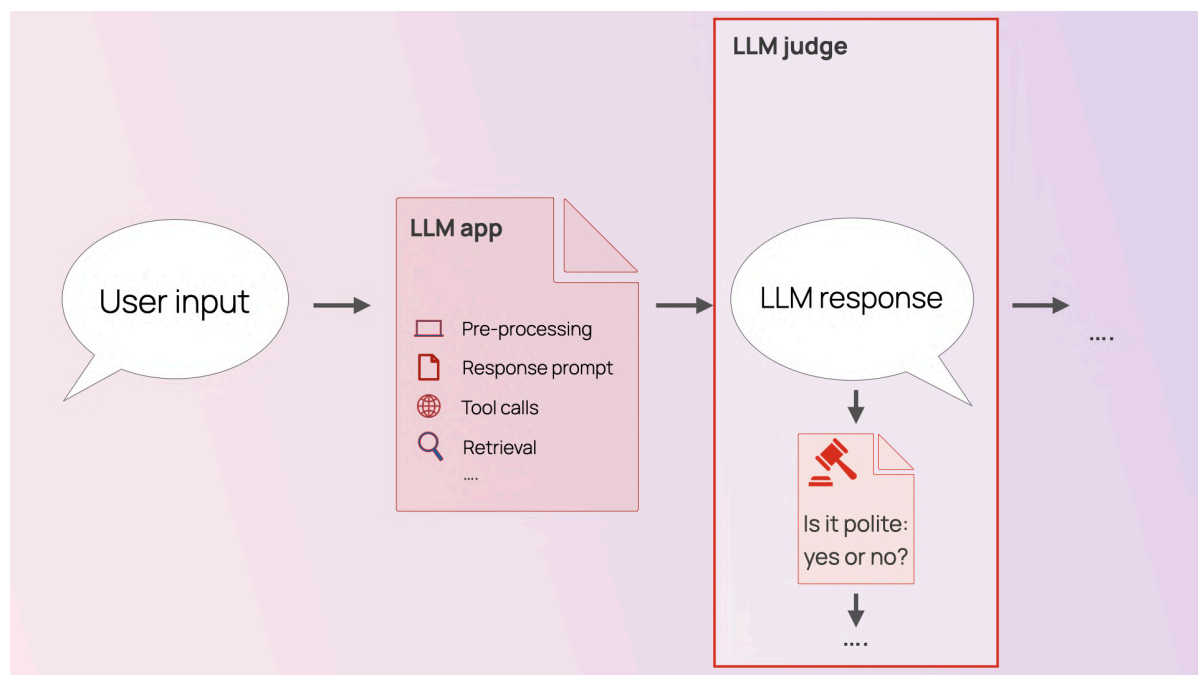 User input
LLM app
Pre-processing
Response prompt
Tool calls
Retrieval
....
LLM judge
LLM response
Is it polite:
yes or no?
....
....